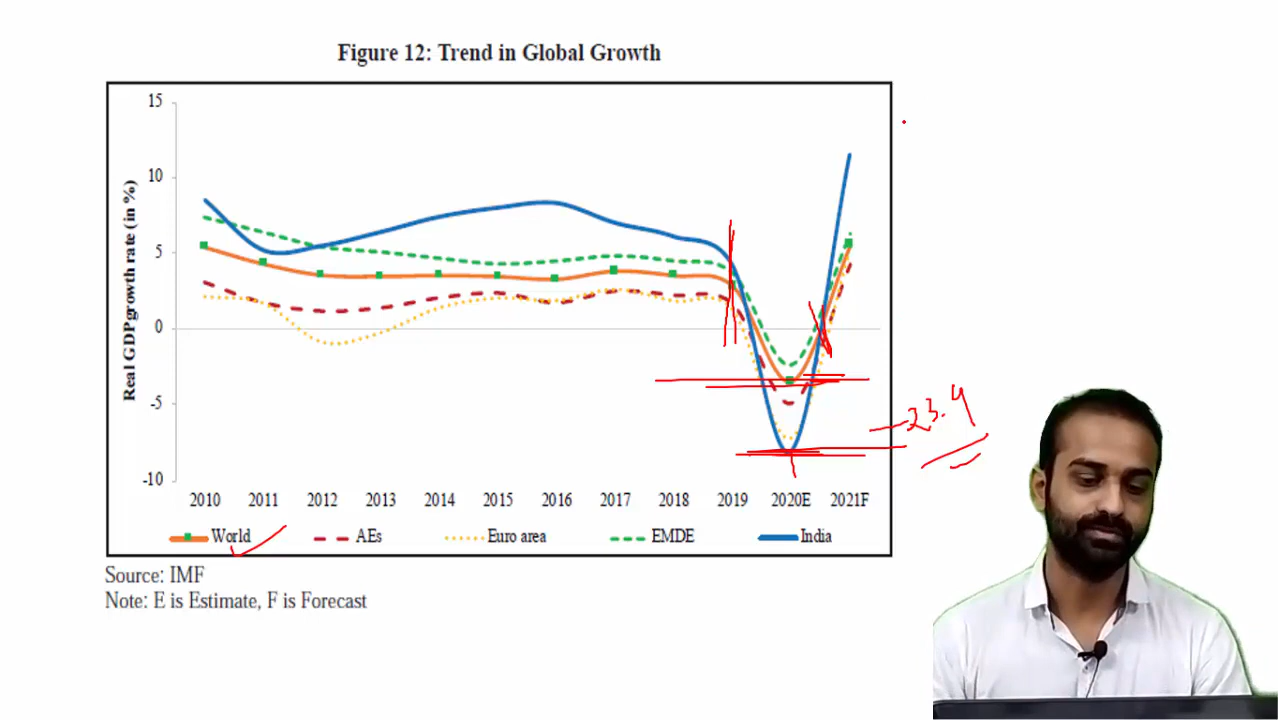 Figure 12: Trend in Global Growth
Real GDP growth rate (in %)
15
10
5
0
-5
-10
2010 2011 2012 2013 2014 2015 2016 2017 2018 2019 2020E 2021F
World AEs Euro area EMDE India
-23.9
Source: IMF
Note: E is Estimate, F is Forecast